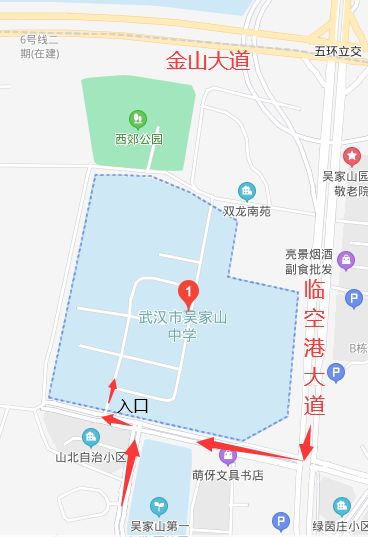 五环立交
6号线二
期(在建)
金山大道
西郊公园
吴家山园
敬老院
双龙南苑
亮景烟酒
副食批发
P
临
空
港
大
道
1
武汉市吴家山
中学
B栋
P
入口
山北自治小区
萌伢文具书店
吴家山第一
P
绿茵庄小区